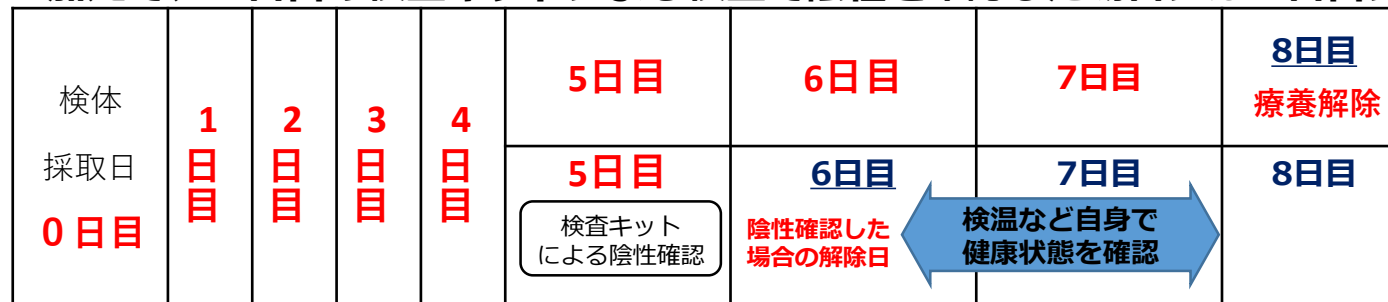 検体
採取日
0日目
1日目
2日目
3日目
4日目
5日目
6日目
7日目
8日目
療養解除
5日目
検査キット
による陰性確認
6日目
陰性確認した
場合の解除日
7日目
検温など自身で
健康状態を確認
8日目